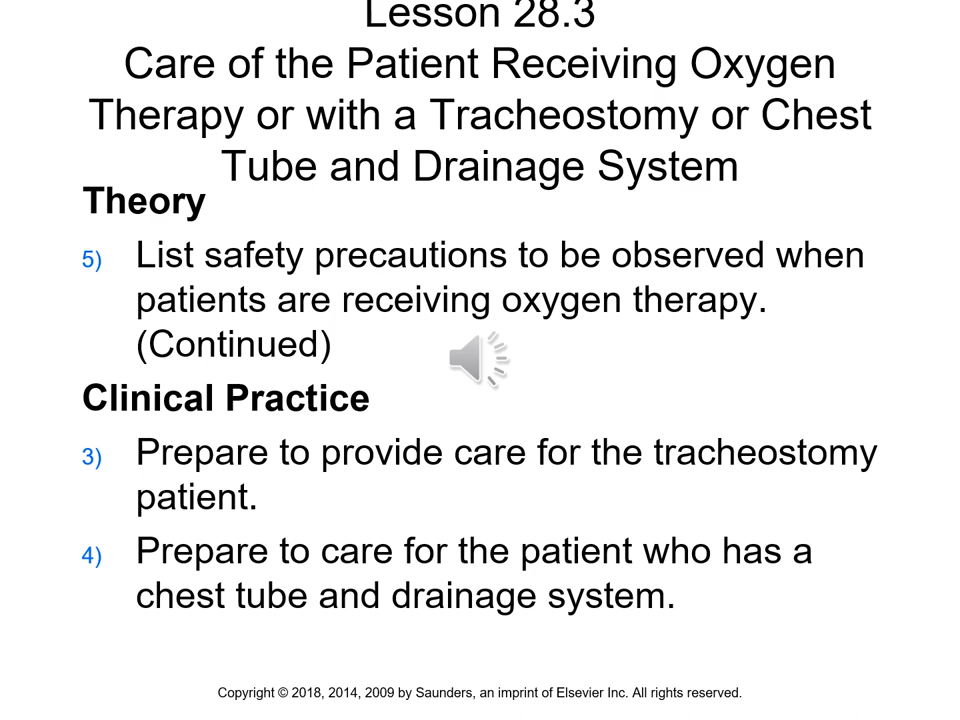 Lesson 28.3
Care of the Patient Receiving Oxygen
Therapy or with a Tracheostomy or Chest
Tube and Drainage System
Theory
5) List safety precautions to be observed when
patients are receiving oxygen therapy.
(Continued)
Clinical Practice
3) Prepare to provide care for the tracheostomy
patient.
4) Prepare to care for the patient who has a
chest tube and drainage system.
Copyright © 2018, 2014, 2009 by Saunders, an imprint of Elsevier Inc. All rights reserved.